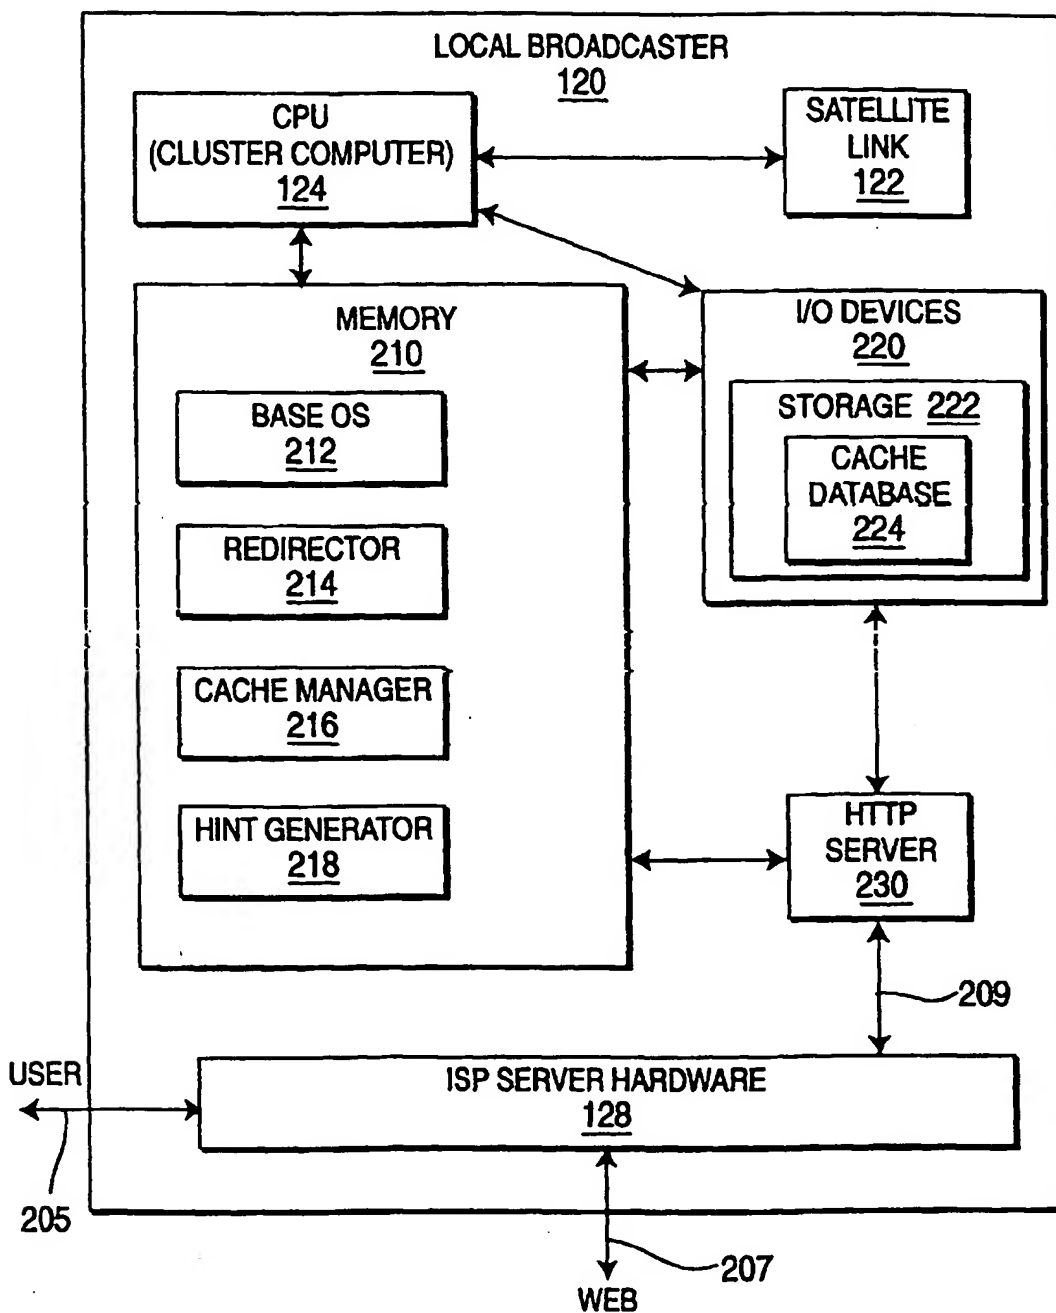 LOCAL BROADCASTER
120
CPU
(CLUSTER COMPUTER)
124
SATELLITE
LINK
122
MEMORY
210
BASE OS
212
REDIRECTOR
214
CACHE MANAGER
216
HINT GENERATOR
218
I/O DEVICES
220
STORAGE 222
CACHE
DATABASE
224
HTTP
SERVER
230
209
USER
ISP SERVER HARDWARE
128
205
207
WEB